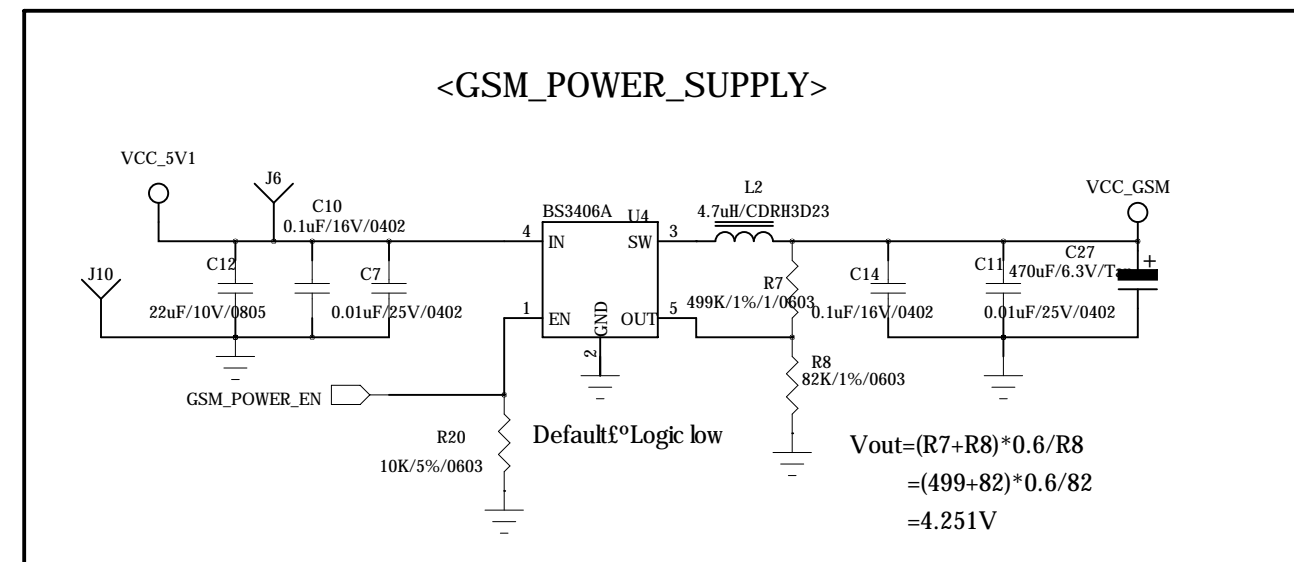 <GSM_POWER_SUPPLY>
VCC_5V1
J6
C10
0.1uF/16V/0402
J10
C12
22uF/10V/0805
C7
0.01uF/25V/0402
BS3406A
U4
4
IN
SW
3
1
EN
OUT
5
GND
2
L2
4.7uH/CDRH3D23
VCC_GSM
R7
499K/1%/1/0603
C14
0.1uF/16V/0402
C11
0.01uF/25V/0402
C27
470uF/6.3V/Tan
+
R8
82K/1%/0603
GSM_POWER_EN
R20
10K/5%/0603
Default£ºLogic low
Vout=(R7+R8)*0.6/R8
=(499+82)*0.6/82
=4.251V